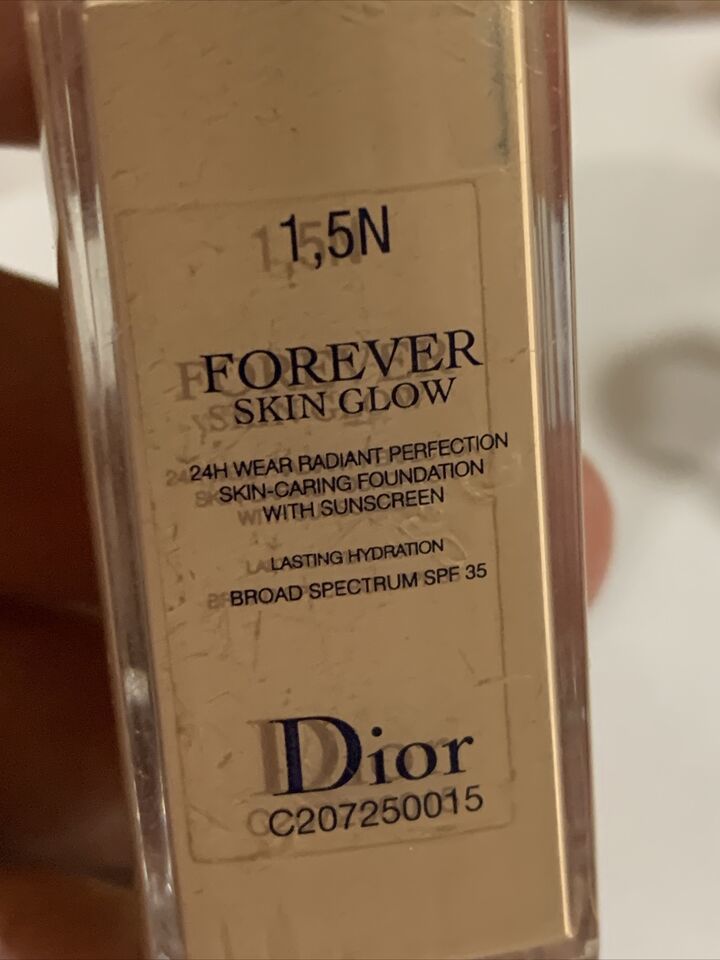 1,5N
FOREVER
SKIN GLOW
24H WEAR RADIANT PERFECTION
SKIN-CARING FOUNDATION
WITH SUNSCREEN
LASTING HYDRATION
BROAD SPECTRUM SPF 35
Dior
C207250015